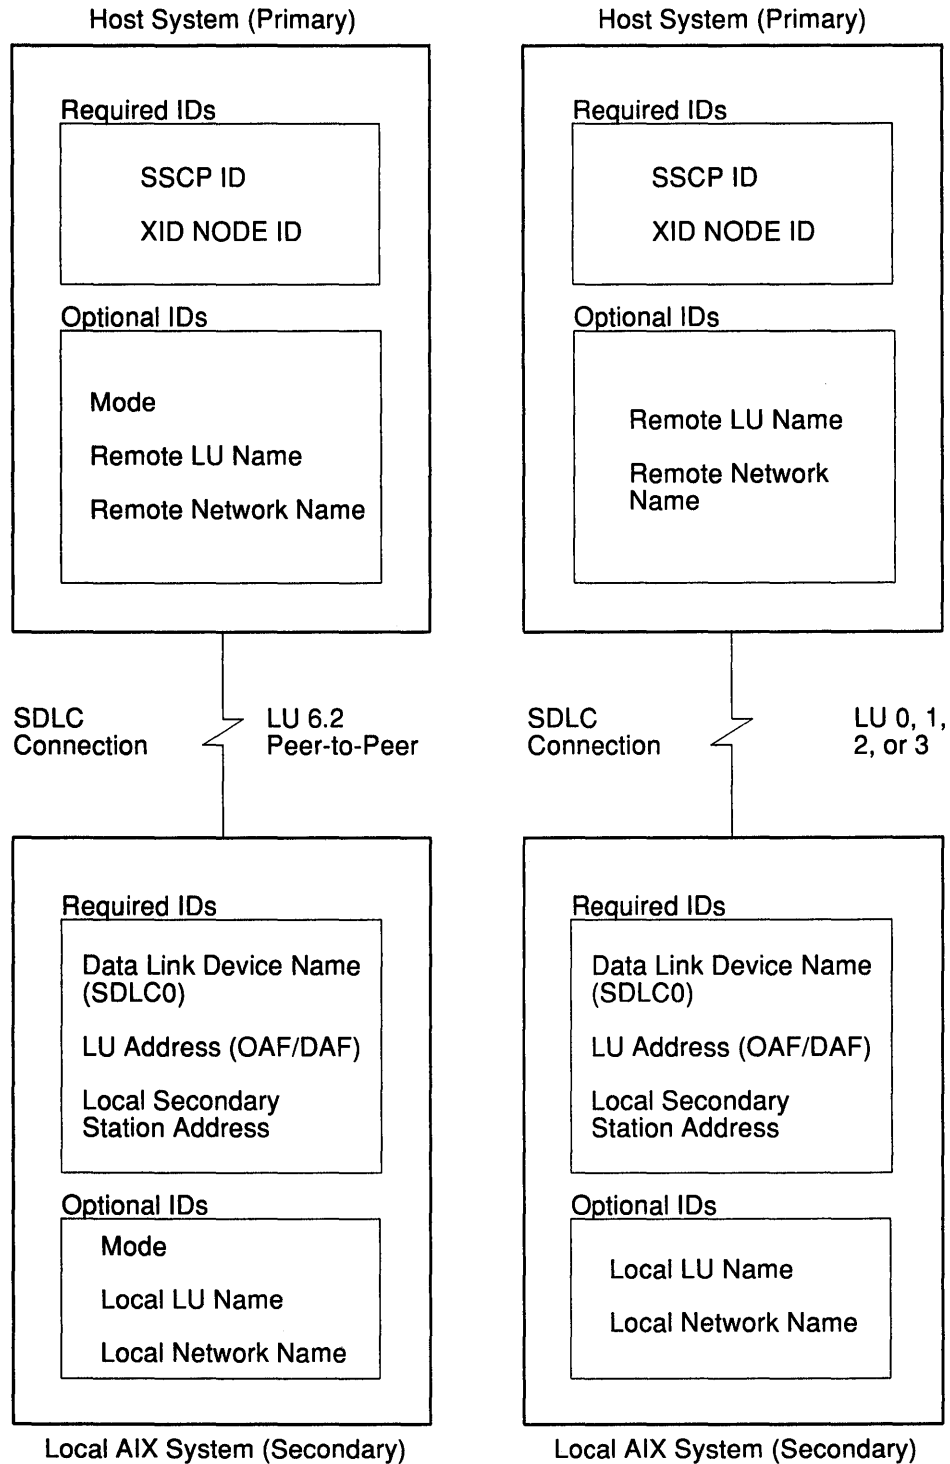 Host System (Primary)
Required IDs
SSCP ID
XID NODE ID
Optional IDs
Mode
Remote LU Name
Remote Network Name
SDLC
Connection
LU 6.2
Peer-to-Peer
Required IDs
Data Link Device Name
(SDLC0)
LU Address (OAF/DAF)
Local Secondary
Station Address
Optional IDs
Mode
Local LU Name
Local Network Name
Local AIX System (Secondary)
Host System (Primary)
Required IDs
SSCP ID
XID NODE ID
Optional IDs
Remote LU Name
Remote Network
Name
SDLC
Connection
LU 0, 1,
2, or 3
Required IDs
Data Link Device Name
(SDLC0)
LU Address (OAF/DAF)
Local Secondary
Station Address
Optional IDs
Local LU Name
Local Network Name
Local AIX System (Secondary)